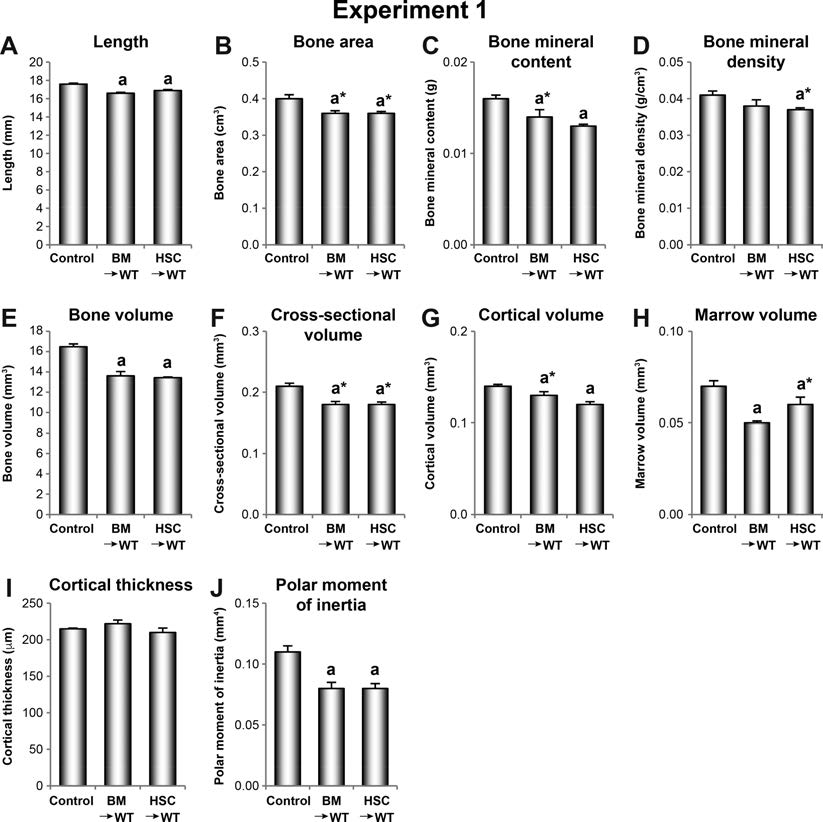 Experiment 1
A
Length
Length (mm)
20
18
16
14
12
10
8
6
4
2
0
a
a
Control
BM
→WT
HSC
→WT
B
Bone area
Bone area (cm³)
0.5
0.4
0.3
0.2
0.1
0.0
a*
a*
Control
BM
→WT
HSC
→WT
C
Bone mineral
content
Bone mineral content (g)
0.02
0.01
0.00
a*
a
Control
BM
→WT
HSC
→WT
D
Bone mineral
density
Bone mineral density (g/cm³)
0.05
0.04
0.03
0.02
0.01
0.00
a*
Control
BM
→WT
HSC
→WT
E
Bone volume
Bone volume (mm³)
18
16
14
12
10
8
6
4
2
0
a
a
Control
BM
→WT
HSC
→WT
F
Cross-sectional
volume
Cross-sectional volume (mm³)
0.3
0.2
0.1
0.0
a*
a*
Control
BM
→WT
HSC
→WT
G
Cortical volume
Cortical volume (mm³)
0.2
0.1
0.0
a*
a
Control
BM
→WT
HSC
→WT
H
Marrow volume
Marrow volume (mm³)
0.10
0.05
0.00
a
a*
Control
BM
→WT
HSC
→WT
I
Cortical thickness
Cortical thickness (μm)
250
200
150
100
50
0
Control
BM
→WT
HSC
→WT
J
Polar moment
of inertia
Polar moment of inertia (mm⁴)
0.15
0.10
0.05
0.00
a
a
Control
BM
→WT
HSC
→WT